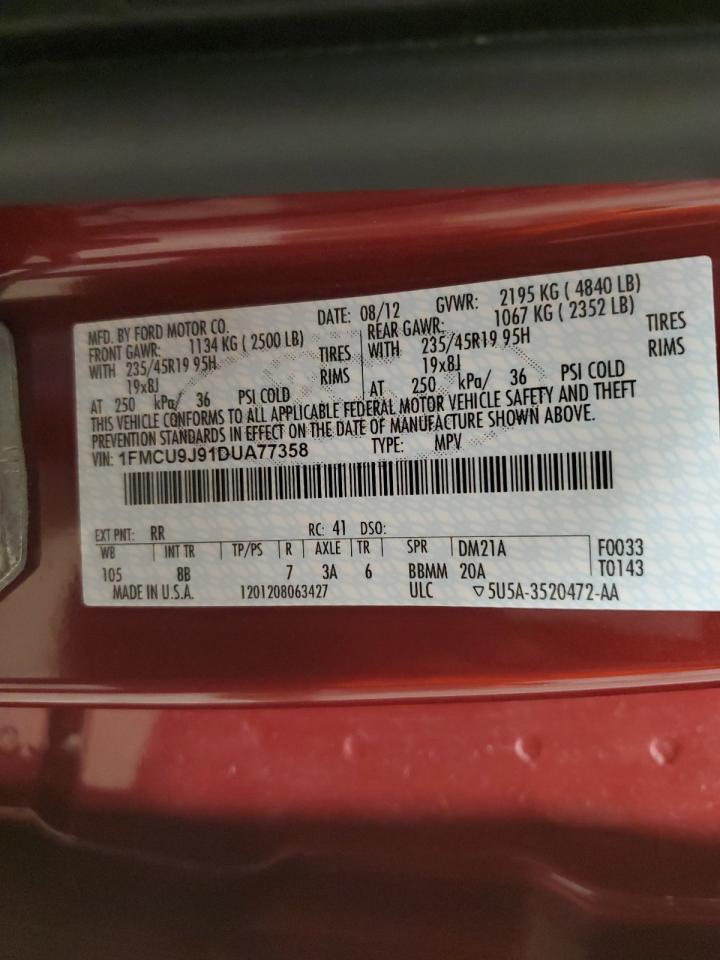 MFD. BY FORD MOTOR CO. DATE: 08/12 GVWR: 2195 KG ( 4840 LB)
FRONT GAWR: 1134 KG ( 2500 LB) REAR GAWR: 1067 KG ( 2352 LB)
WITH 235/45R19 95H TIRES WITH 235/45R19 95H TIRES
19x8J RIMS 19x8J RIMS
AT 250 kPa/ 36 PSI COLD AT 250 kPa/ 36 PSI COLD
THIS VEHICLE CONFORMS TO ALL APPLICABLE FEDERAL MOTOR VEHICLE SAFETY AND THEFT
PREVENTION STANDARDS IN EFFECT ON THE DATE OF MANUFACTURE SHOWN ABOVE.
VIN: 1FMCU9J91DUA77358 TYPE: MPV
EXT PNT: RR RC: 41 DSO:
WB INT TR TP/PS R AXLE TR SPR DM21A F0033
105 8B 7 3A 6 BBMM 20A T0143
MADE IN U.S.A. 1201208063427 ULC ▽5U5A-3520472-AA